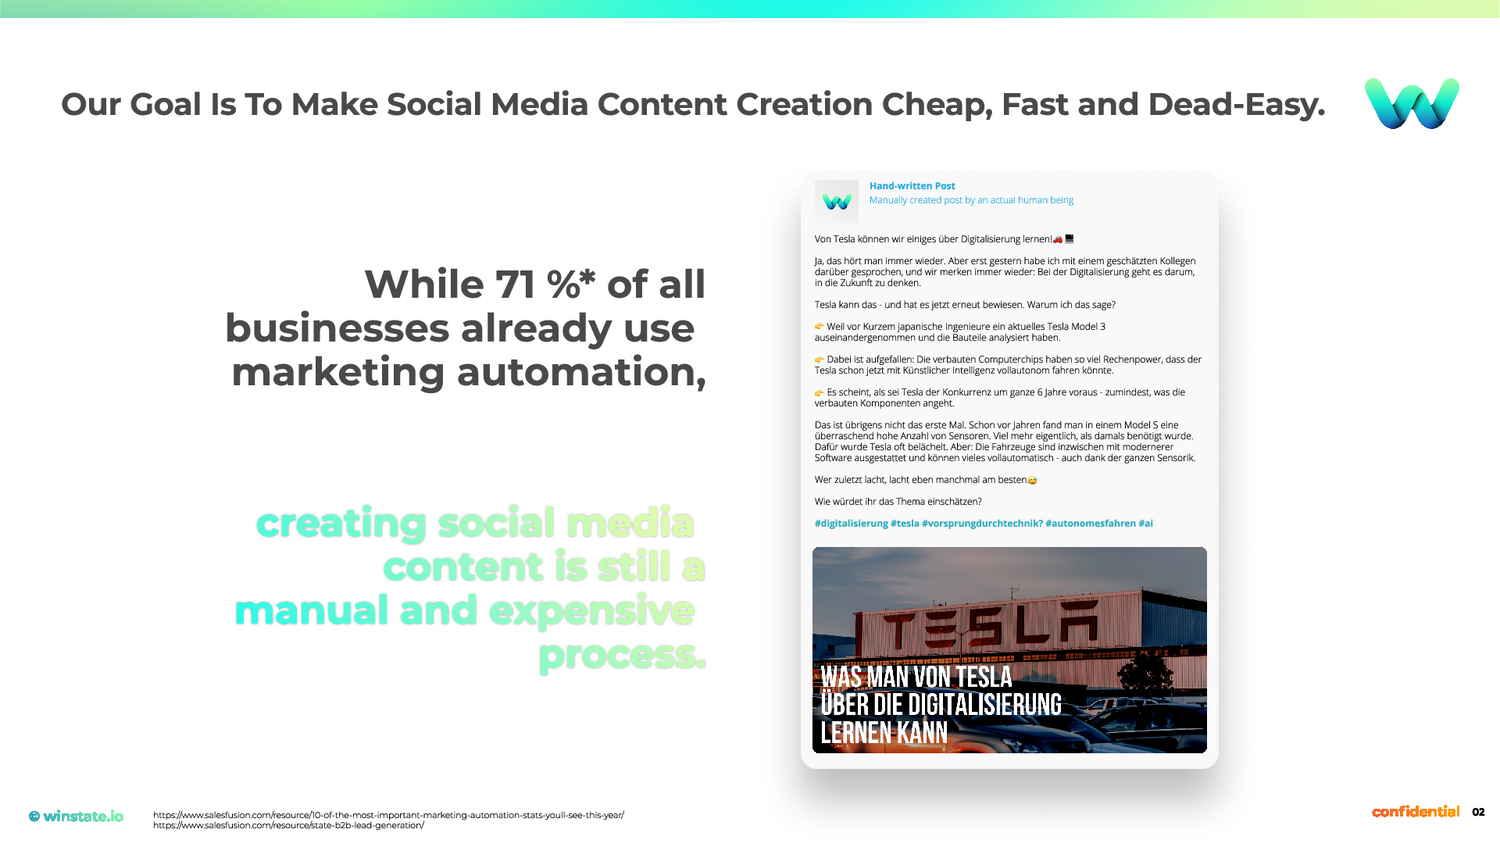 Our Goal Is To Make Social Media Content Creation Cheap, Fast and Dead-Easy.
While 71 %* of all
businesses already use
marketing automation,
creating social media
content is still a
manual and expensive
process.
Hand-written Post
Manually created post by an actual human being
Von Tesla können wir einiges über Digitalisierung lernen!🚗💻
Ja, das hört man immer wieder. Aber erst gestern habe ich mit einem geschätzten Kollegen
darüber gesprochen, und wir merken immer wieder: Bei der Digitalisierung geht es darum,
in die Zukunft zu denken.
Tesla kann das - und hat es jetzt erneut bewiesen. Warum ich das sage?
👉 Weil vor Kurzem japanische Ingenieure ein aktuelles Tesla Model 3
auseinandergenommen und die Bauteile analysiert haben.
👉 Dabei ist aufgefallen: Die verbauten Computerchips haben so viel Rechenpower, dass der
Tesla schon jetzt mit Künstlicher Intelligenz vollautonom fahren könnte.
👉 Es scheint, als sei Tesla der Konkurrenz um ganze 6 Jahre voraus - zumindest, was die
verbauten Komponenten angeht.
Das ist übrigens nicht das erste Mal. Schon vor Jahren fand man in einem Model S eine
überraschend hohe Anzahl von Sensoren. Viel mehr eigentlich, als damals benötigt wurde.
Dafür wurde Tesla oft belächelt. Aber: Die Fahrzeuge sind inzwischen mit modernerer
Software ausgestattet und können vieles vollautomatisch - auch dank der ganzen Sensorik.
Wer zuletzt lacht, lacht eben manchmal am besten😅
Wie würdet ihr das Thema einschätzen?
#digitalisierung #tesla #vorsprungdurchtechnik? #autonomesfahren #ai
TESLA
WAS MAN VON TESLA
ÜBER DIE DIGITALISIERUNG
LERNEN KANN
© winstate.io
https://www.salesfusion.com/resource/10-of-the-most-important-marketing-automation-stats-youll-see-this-year/
https://www.salesfusion.com/resource/state-b2b-lead-generation/
confidential 02